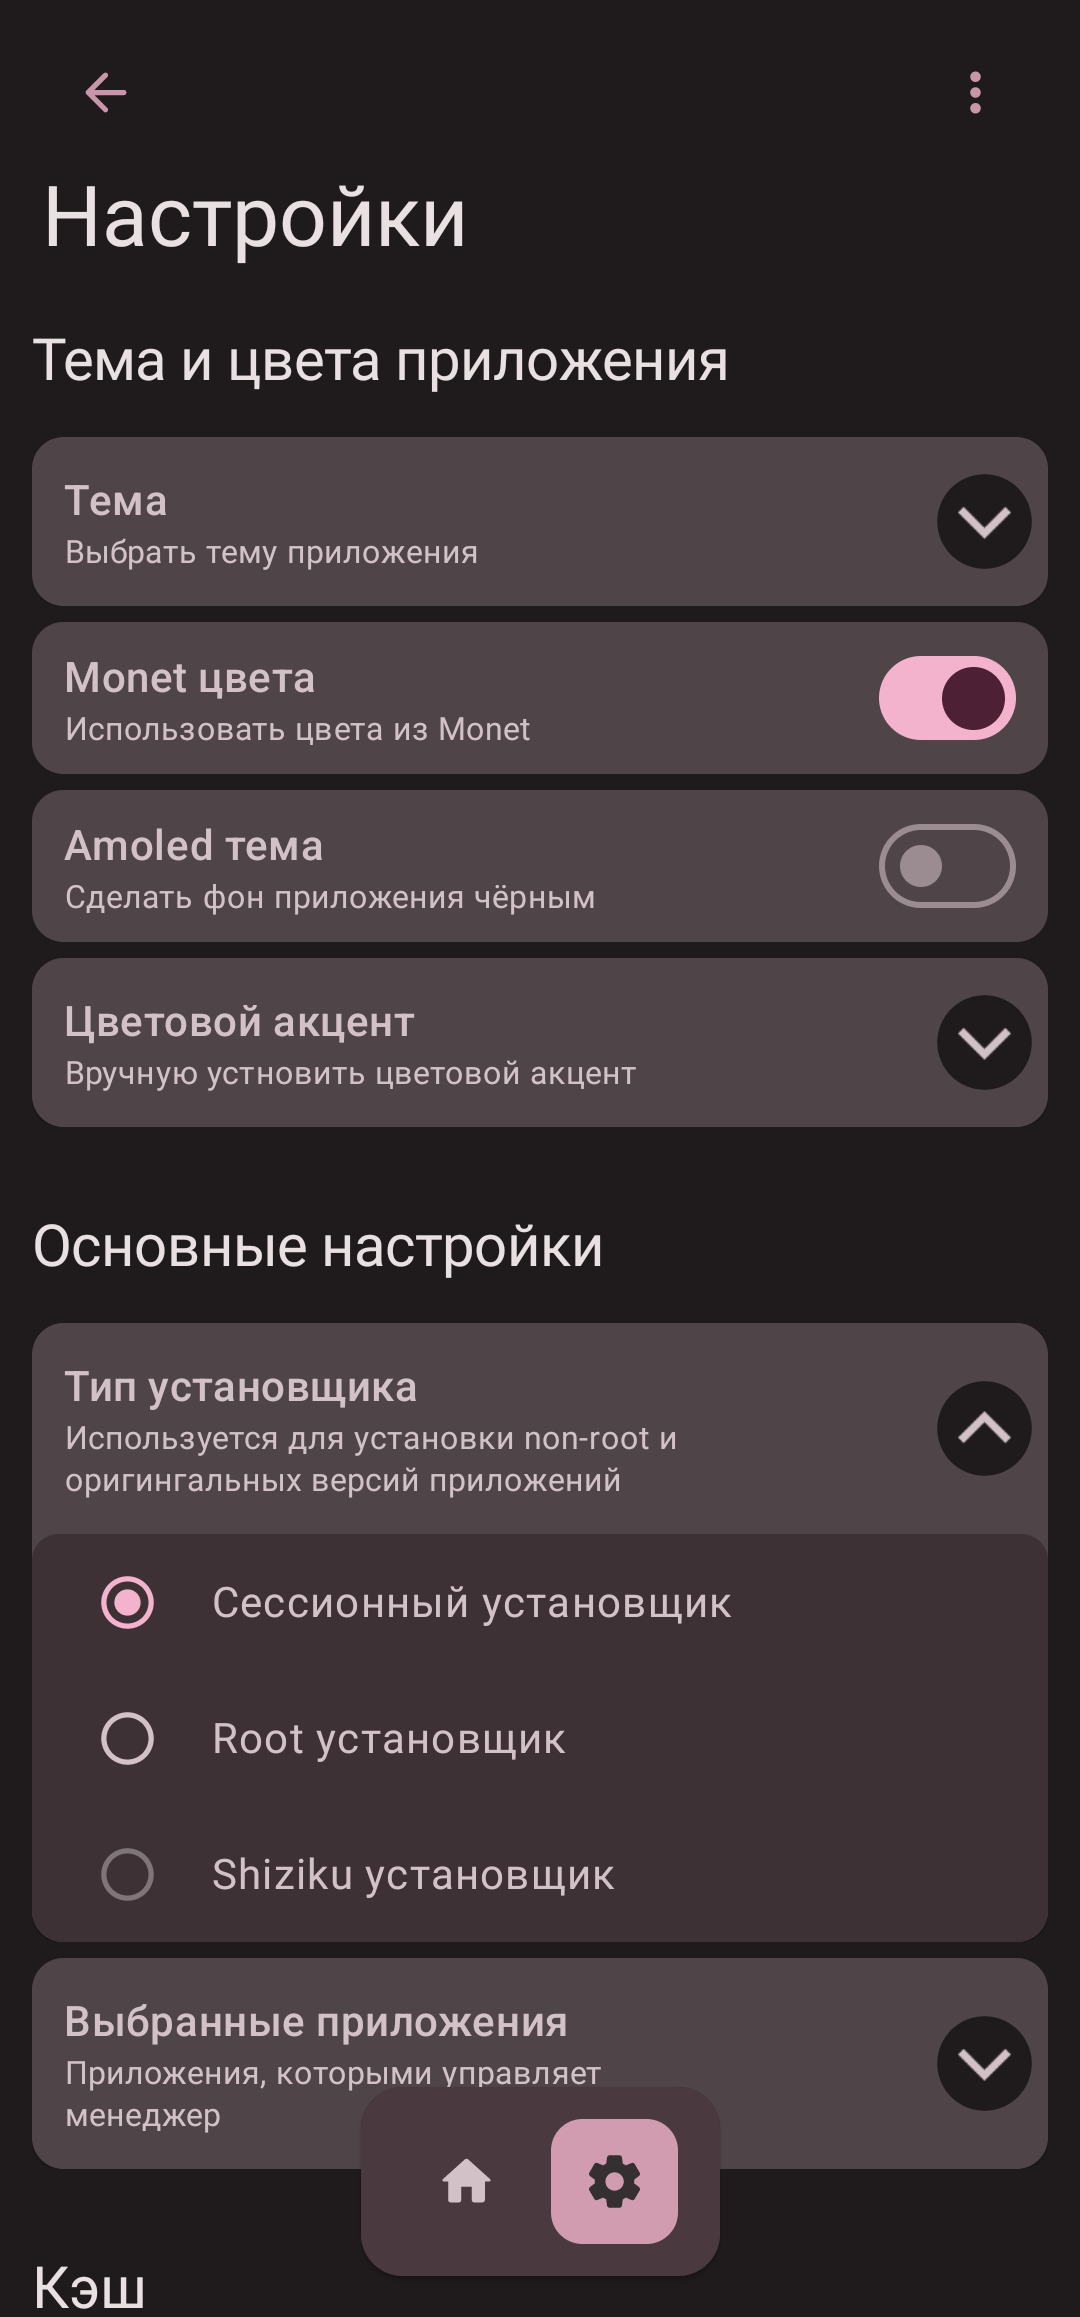 Настройки
Тема и цвета приложения
Тема
Выбрать тему приложения
Monet цвета
Использовать цвета из Monet
Amoled тема
Сделать фон приложения чёрным
Цветовой акцент
Вручную устновить цветовой акцент
Основные настройки
Тип установщика
Используется для установки non-root и
оригингальных версий приложений
Сессионный установщик
Root установщик
Shiziku установщик
Выбранные приложения
Приложения, которыми управляет
менеджер
Кэш